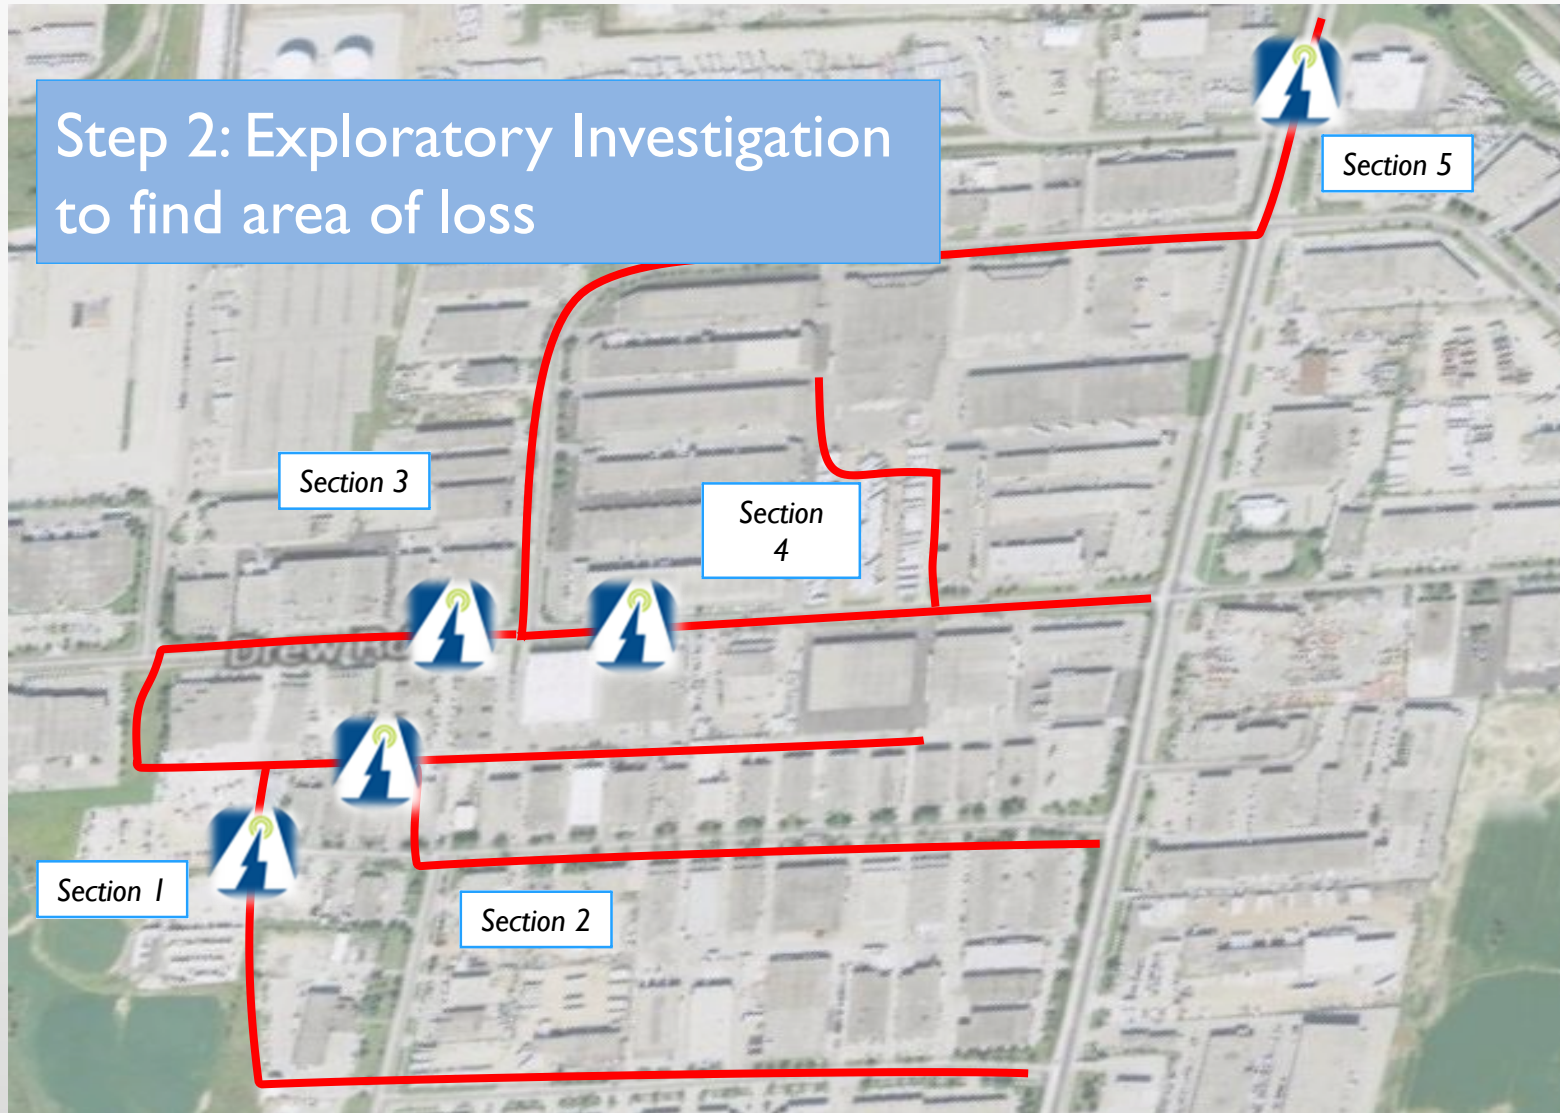 Step 2: Exploratory Investigation
to find area of loss
Section 5
Section 3
Section
4
Section 1
Section 2